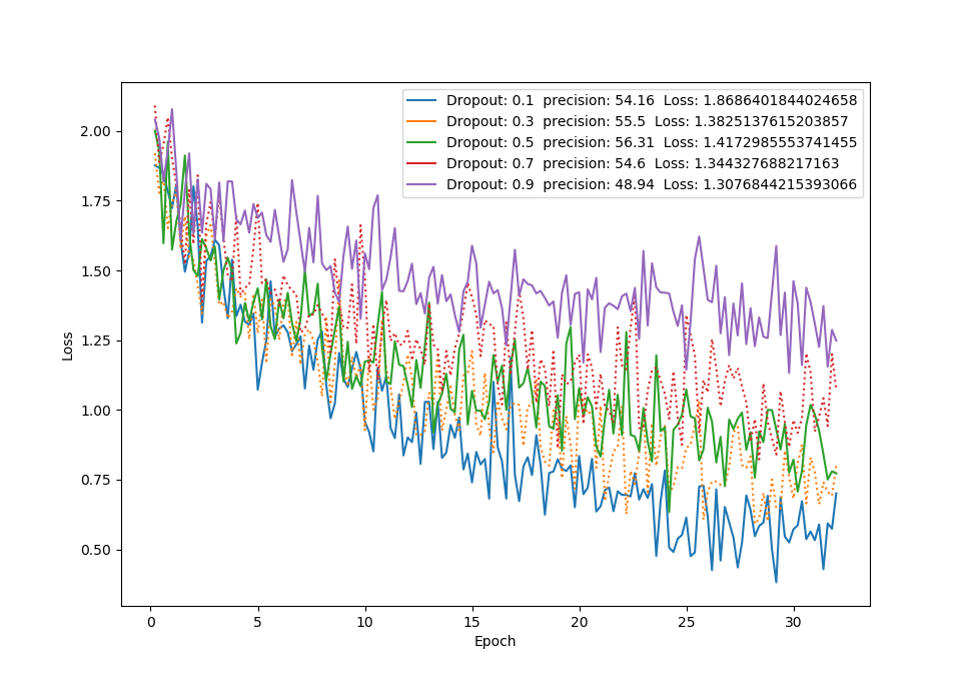 Dropout: 0.1 precision: 54.16 Loss: 1.8686401844024658
Dropout: 0.3 precision: 55.5 Loss: 1.3825137615203857
Dropout: 0.5 precision: 56.31 Loss: 1.4172985553741455
Dropout: 0.7 precision: 54.6 Loss: 1.344327688217163
Dropout: 0.9 precision: 48.94 Loss: 1.3076844215393066
2.00
1.75
1.50
1.25
1.00
0.75
0.50
Loss
0 5 10 15 20 25 30
Epoch